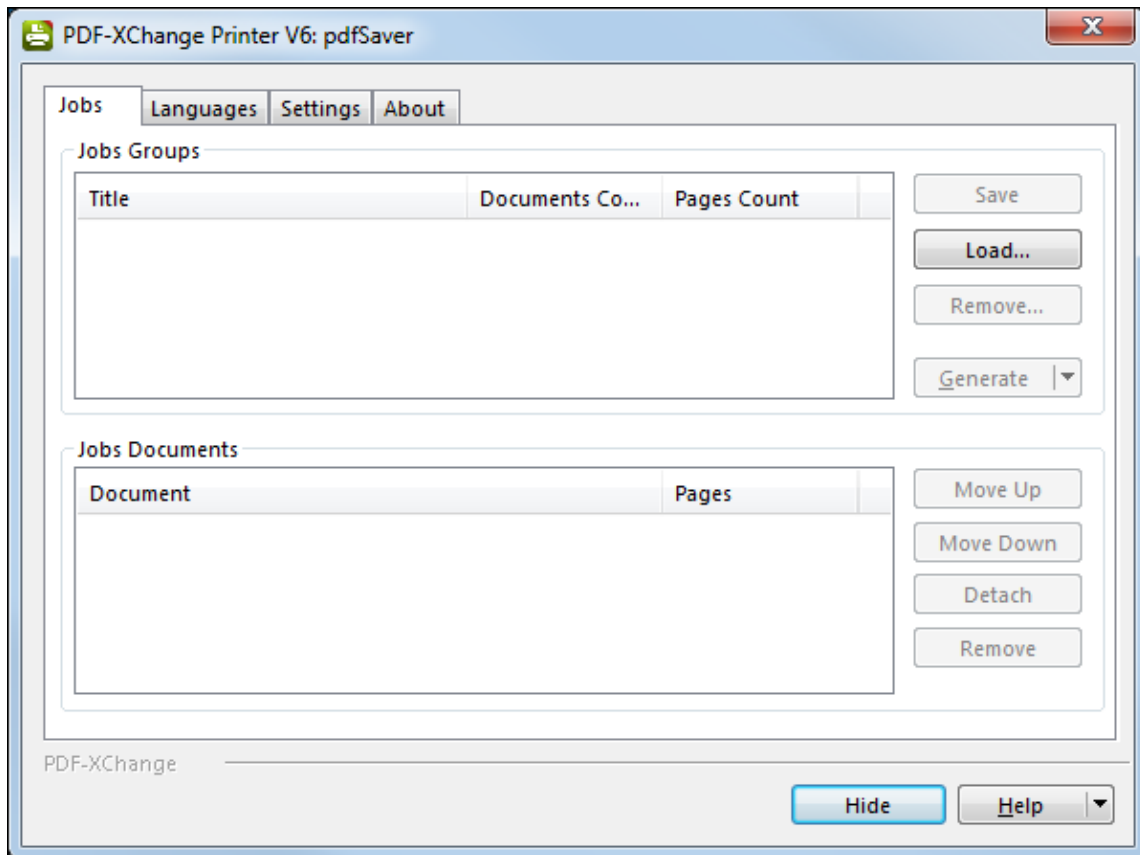 PDF-XChange Printer V6: pdfSaver
Jobs Languages Settings About
Jobs Groups
Title Documents Co... Pages Count
Save
Load...
Remove...
Generate
Jobs Documents
Document Pages
Move Up
Move Down
Detach
Remove
PDF-XChange
Hide Help